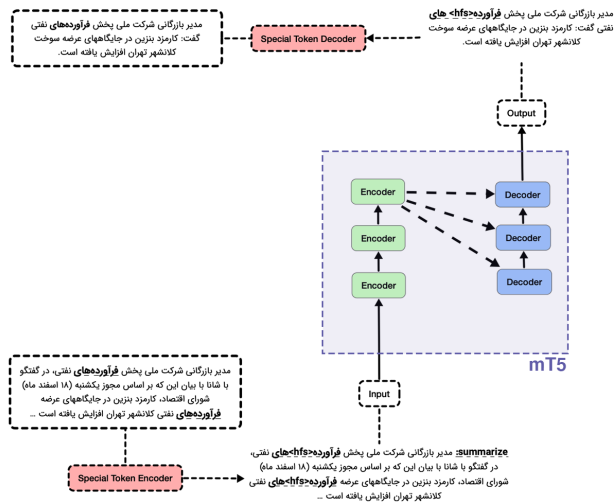 مدیر بازرگانی شرکت ملی پخش فرآورده‌های نفتی
گفت: کارمزد بنزین در جایگاههای عرضه سوخت
کلانشهر تهران افزایش یافته است.
Special Token Decoder
مدیر بازرگانی شرکت ملی پخش فرآورده<hfs> های
نفتی گفت: کارمزد بنزین در جایگاههای عرضه سوخت
کلانشهر تهران افزایش یافته است.
Output
Encoder
Decoder
Encoder
Decoder
Encoder
Decoder
mT5
Input
مدیر بازرگانی شرکت ملی پخش فرآورده‌های نفتی، در گفتگو
با شانا با بیان این که بر اساس مجوز یکشنبه (۱۸ اسفند ماه)
شورای اقتصاد، کارمزد بنزین در جایگاههای عرضه
فرآورده‌های نفتی کلانشهر تهران افزایش یافته است ...
Special Token Encoder
summarize: مدیر بازرگانی شرکت ملی پخش فرآورده<hfs>های نفتی،
در گفتگو با شانا با بیان این که بر اساس مجوز یکشنبه (۱۸ اسفند ماه)
شورای اقتصاد، کارمزد بنزین در جایگاههای عرضه فرآورده<hfs>های نفتی
کلانشهر تهران افزایش یافته است ...